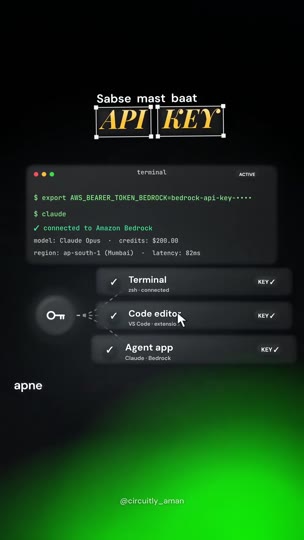 Sabse mast baat
API KEY
terminal
ACTIVE
$ export AWS_BEARER_TOKEN_BEDROCK=bedrock-api-key-••••
$ claude
✓ connected to Amazon Bedrock
model: Claude Opus · credits: $200.00
region: ap-south-1 (Mumbai) · latency: 82ms
✓ Terminal KEY✓
zsh · connected
✓ Code editor KEY✓
VS Code · extensio
✓ Agent app KEY✓
Claude · Bedrock
apne
@circuitly_aman